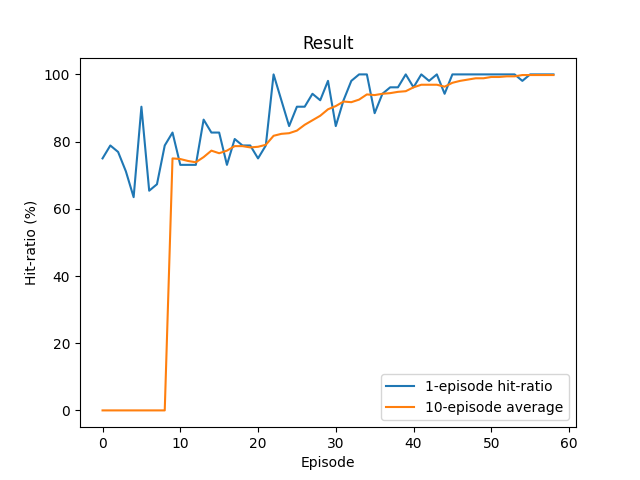 Result
Hit-ratio (%)
100
80
60
40
20
0
0 10 20 30 40 50 60
Episode
1-episode hit-ratio
10-episode average